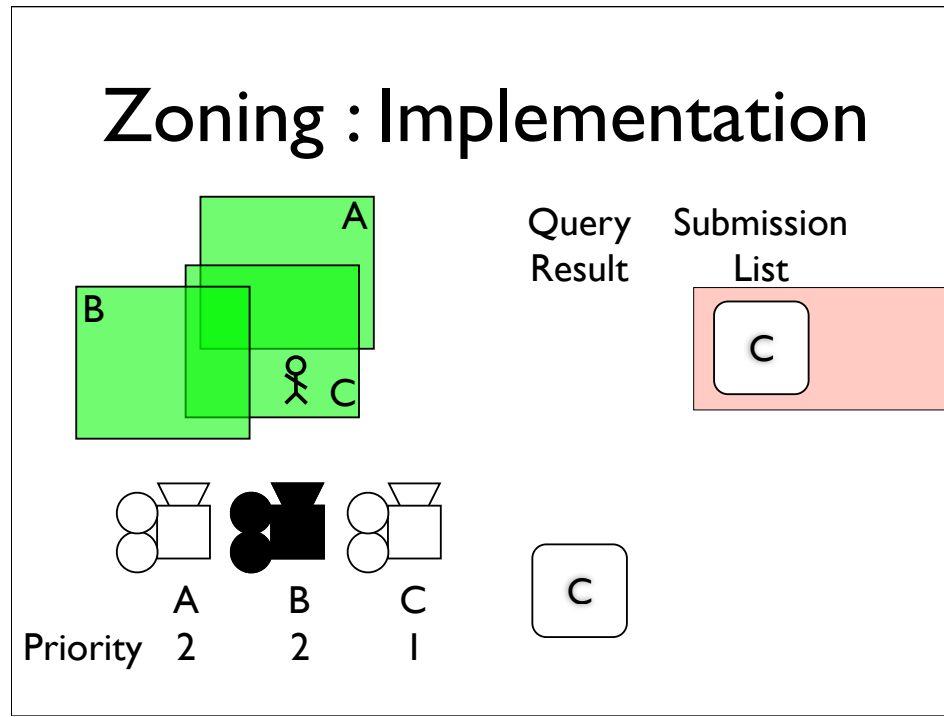 Zoning : Implementation
A
B
C
Query
Result
Submission
List
C
A B C
Priority 2 2 1
C